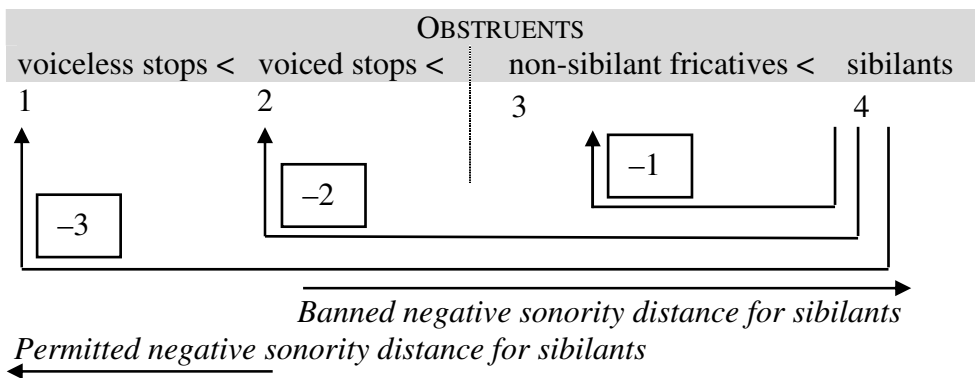 OBSTRUENTS
voiceless stops < voiced stops < non-sibilant fricatives < sibilants
1 2 3 4
–1
–2
–3
Banned negative sonority distance for sibilants
Permitted negative sonority distance for sibilants